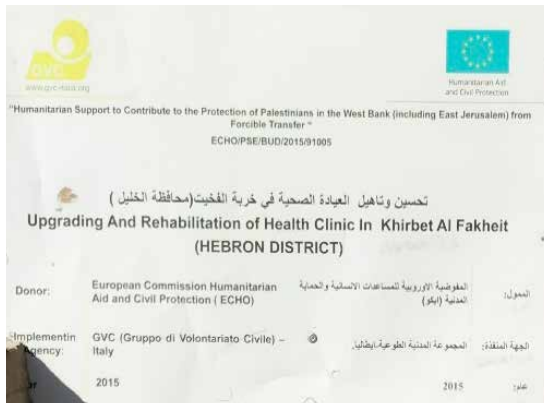 GVC
www.gvc-italia.org
Humanitarian Aid
and Civil Protection
"Humanitarian Support to Contribute to the Protection of Palestinians in the West Bank (including East Jerusalem) from
Forcible Transfer "
ECHO/PSE/BUD/2015/91005
تحسين وتاهيل العيادة الصحية في خربة الفخيت(محافظة الخليل )
Upgrading And Rehabilitation of Health Clinic In Khirbet Al Fakheit
(HEBRON DISTRICT)
Donor: European Commission Humanitarian المفوضية الاوروبية للمساعدات الانسانية والحماية الممول:
Aid and Civil Protection ( ECHO) المدنية (ايكو)
Implementin GVC (Gruppo di Volontariato Civile) – المجموعة المدنية الطوعية-ايطاليا. الجهة المنفذة:
Agency: Italy
2015 2015 عام: